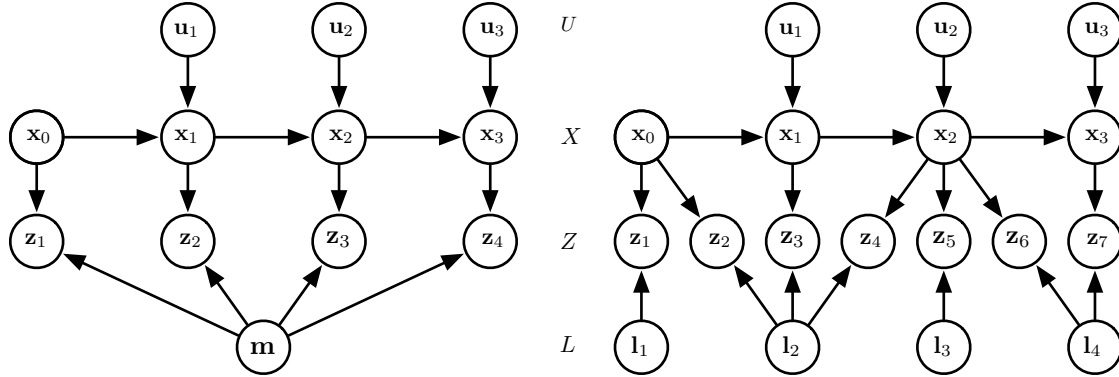 u₁ u₂ u₃ U u₁ u₂ u₃
x₀ x₁ x₂ x₃ X x₀ x₁ x₂ x₃
z₁ z₂ z₃ z₄ Z z₁ z₂ z₃ z₄ z₅ z₆ z₇
m L l₁ l₂ l₃ l₄